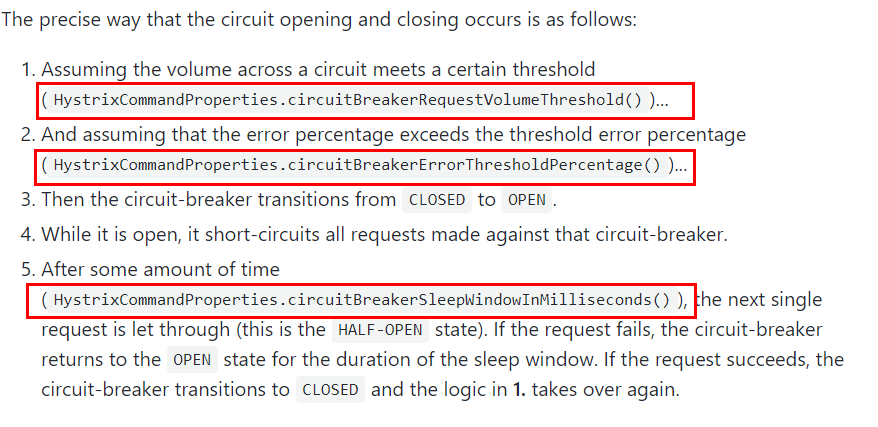 The precise way that the circuit opening and closing occurs is as follows:
1. Assuming the volume across a circuit meets a certain threshold
( HystrixCommandProperties.circuitBreakerRequestVolumeThreshold() )...
2. And assuming that the error percentage exceeds the threshold error percentage
( HystrixCommandProperties.circuitBreakerErrorThresholdPercentage() )...
3. Then the circuit-breaker transitions from CLOSED to OPEN .
4. While it is open, it short-circuits all requests made against that circuit-breaker.
5. After some amount of time
( HystrixCommandProperties.circuitBreakerSleepWindowInMilliseconds() ), the next single
request is let through (this is the HALF-OPEN state). If the request fails, the circuit-breaker
returns to the OPEN state for the duration of the sleep window. If the request succeeds, the
circuit-breaker transitions to CLOSED and the logic in 1. takes over again.